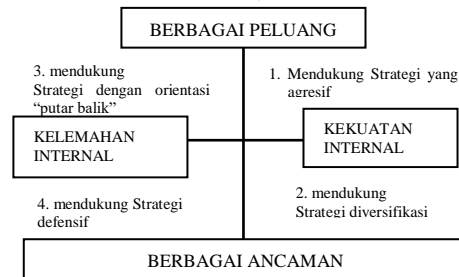 BERBAGAI PELUANG
3. mendukung
Strategi dengan orientasi
“putar balik”
1. Mendukung Strategi yang
agresif
KELEMAHAN
INTERNAL
KEKUATAN
INTERNAL
4. mendukung Strategi
defensif
2. mendukung
Strategi diversifikasi
BERBAGAI ANCAMAN